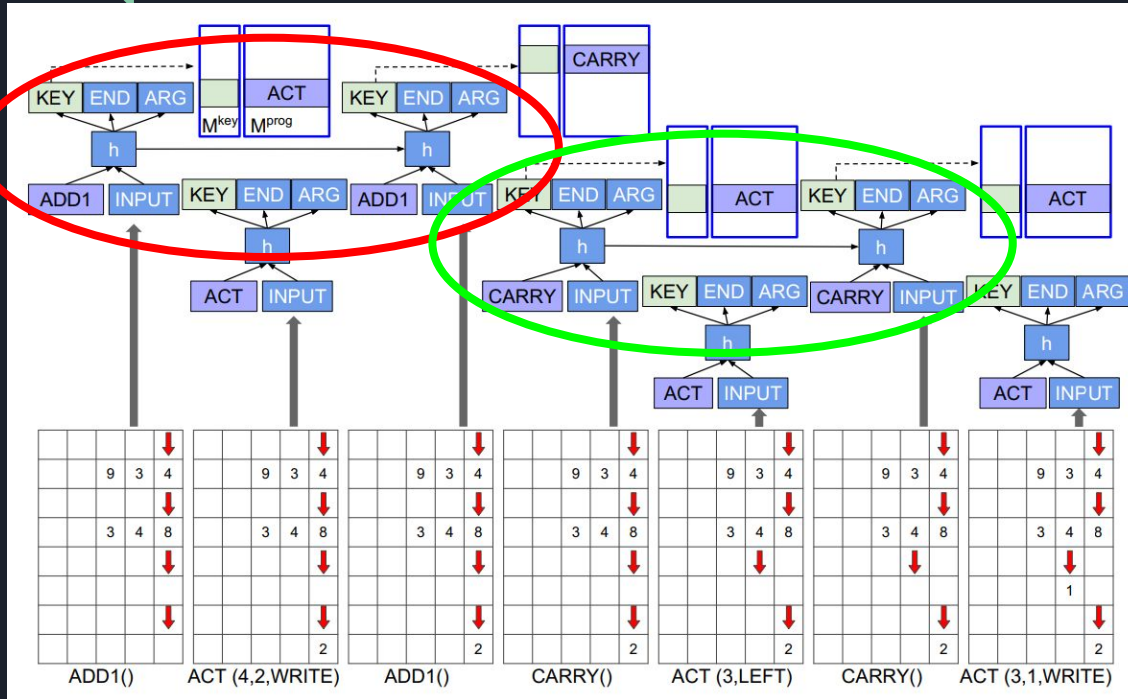 CARRY
KEY END ARG ACT KEY END ARG
Mkey Mprog
h h
ADD1 INPUT KEY END ARG ADD1 INPUT KEY END ARG ACT KEY END ARG ACT
h h h
ACT INPUT CARRY INPUT KEY END ARG CARRY INPUT KEY END ARG
h h
ACT INPUT ACT INPUT
9 3 4 9 3 4 9 3 4 9 3 4 9 3 4 9 3 4 9 3 4
3 4 8 3 4 8 3 4 8 3 4 8 3 4 8 3 4 8 3 4 8
1
2 2 2 2 2 2
ADD1() ACT (4,2,WRITE) ADD1() CARRY() ACT (3,LEFT) CARRY() ACT (3,1,WRITE)